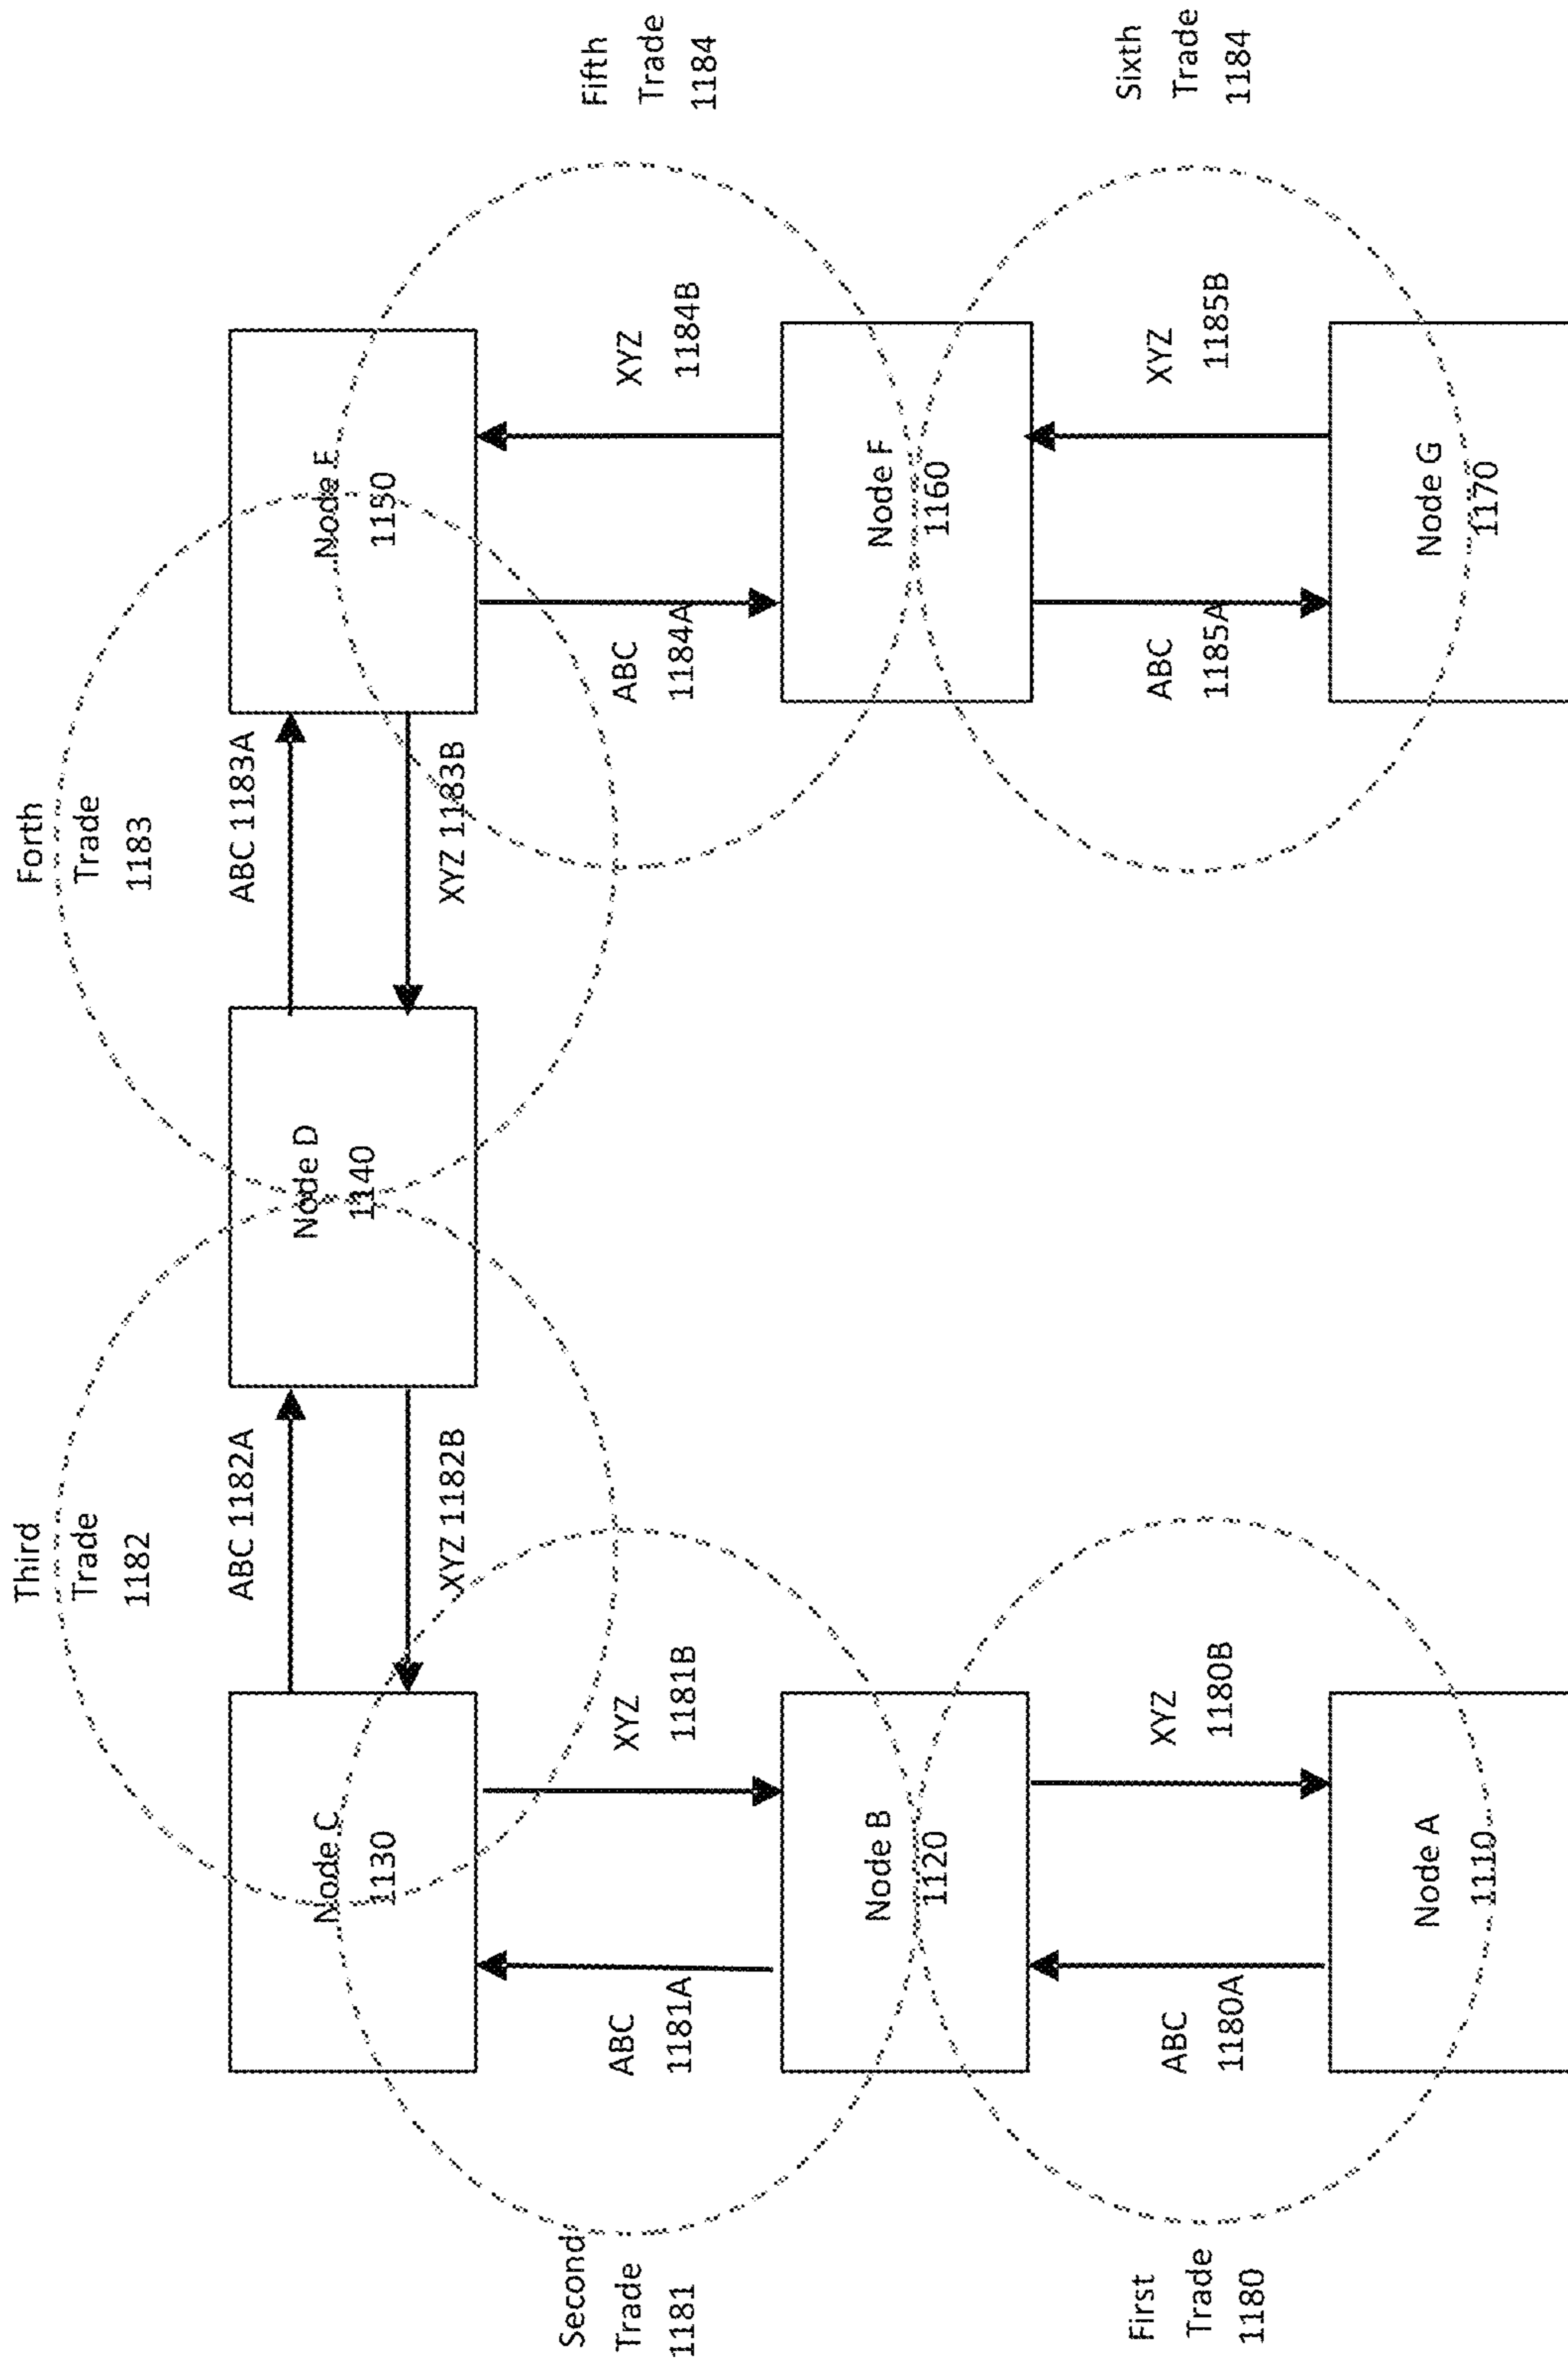 Third
Trade
1182
Forth
Trade
1183
ABC 1182A
ABC 1183A
Node C
1130
Node D
1140
Node E
1150
XYZ 1182B
XYZ 1183B
Second
Trade
1181
ABC
1181A
XYZ
1181B
ABC
1184A
XYZ
1184B
Fifth
Trade
1184
Node B
1120
Node F
1160
First
Trade
1180
ABC
1180A
XYZ
1180B
ABC
1185A
XYZ
1185B
Sixth
Trade
1184
Node A
1110
Node G
1170